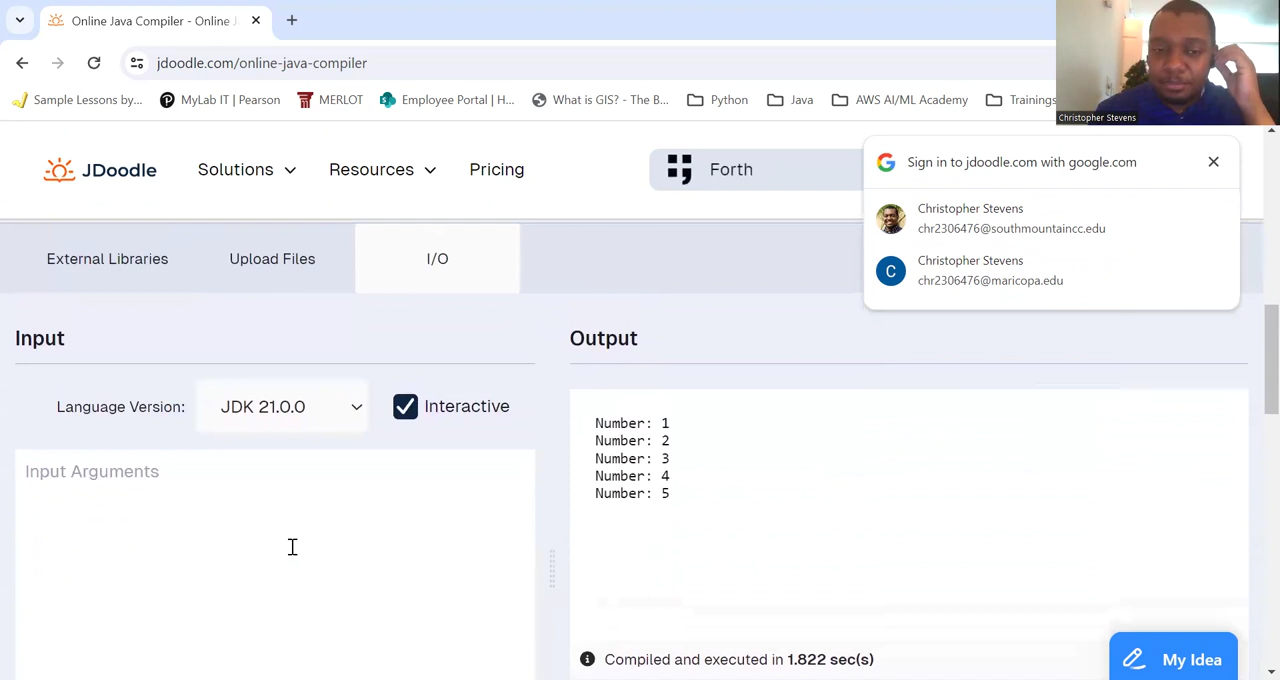 Online Java Compiler - Online J
jdoodle.com/online-java-compiler
Sample Lessons by...
MyLab IT | Pearson
MERLOT
Employee Portal | H...
What is GIS? - The B...
Python
Java
AWS AI/ML Academy
Trainings
Christopher Stevens
JDoodle
Solutions
Resources
Pricing
Forth
Sign in to jdoodle.com with google.com
Christopher Stevens
chr2306476@southmountaincc.edu
C
Christopher Stevens
chr2306476@maricopa.edu
External Libraries
Upload Files
I/O
Input
Output
Language Version:
JDK 21.0.0
Interactive
Input Arguments
Number: 1
Number: 2
Number: 3
Number: 4
Number: 5
Compiled and executed in 1.822 sec(s)
My Idea